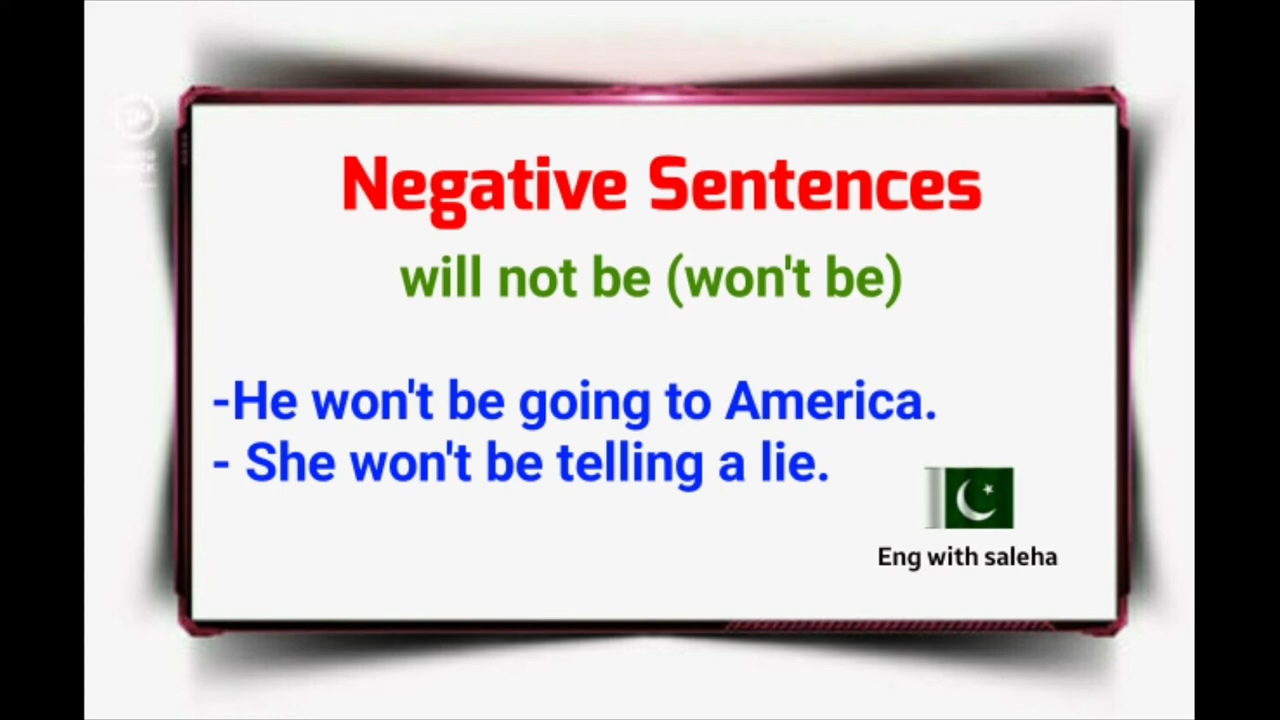 Negative Sentences
will not be (won't be)
-He won't be going to America.
- She won't be telling a lie.
Eng with saleha